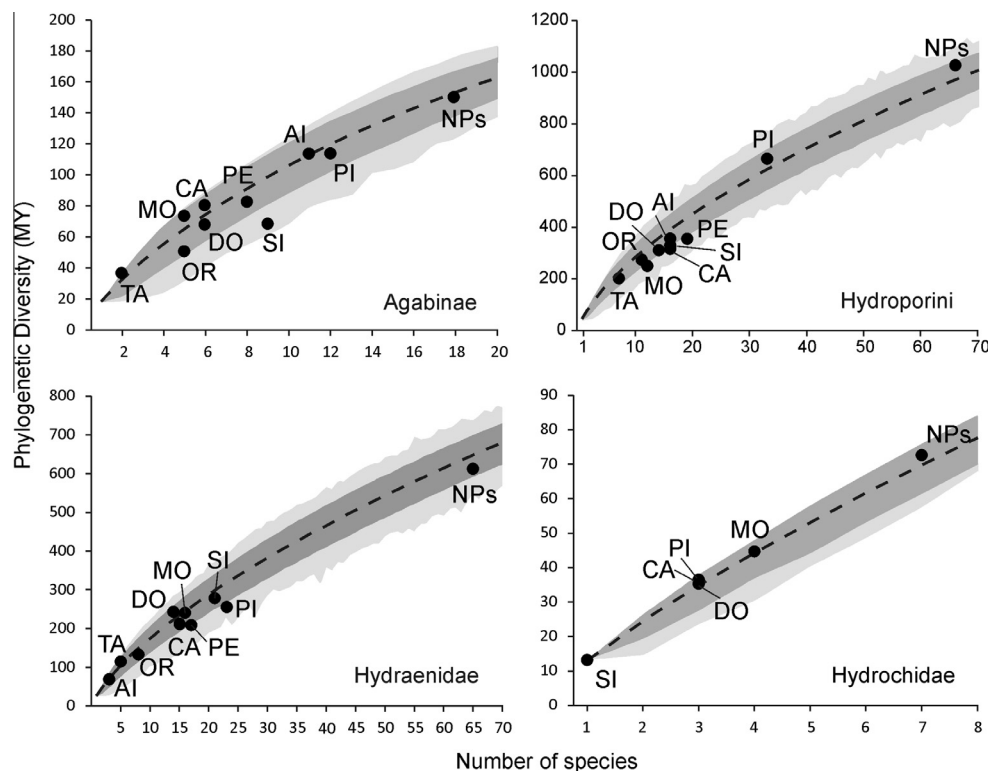 Phylogenetic Diversity (MY)
200
180
160
140
120
100
80
60
40
20
0
2 4 6 8 10 12 14 16 18 20
TA
MO
OR
CA
DO
PE
SI
AI
PI
NPs
Agabinae
1200
1000
800
600
400
200
0
1 10 20 30 40 50 60 70
TA
OR
MO
DO
AI
CA
SI
PE
PI
NPs
Hydroporini
800
700
600
500
400
300
200
100
0
5 10 15 20 25 30 35 40 45 50 55 60 65 70
AI
TA
OR
DO
MO
CA
PE
SI
PI
NPs
Hydraenidae
90
80
70
60
50
40
30
20
10
0
1 2 3 4 5 6 7 8
SI
PI
CA
DO
MO
NPs
Hydrochidae
Number of species